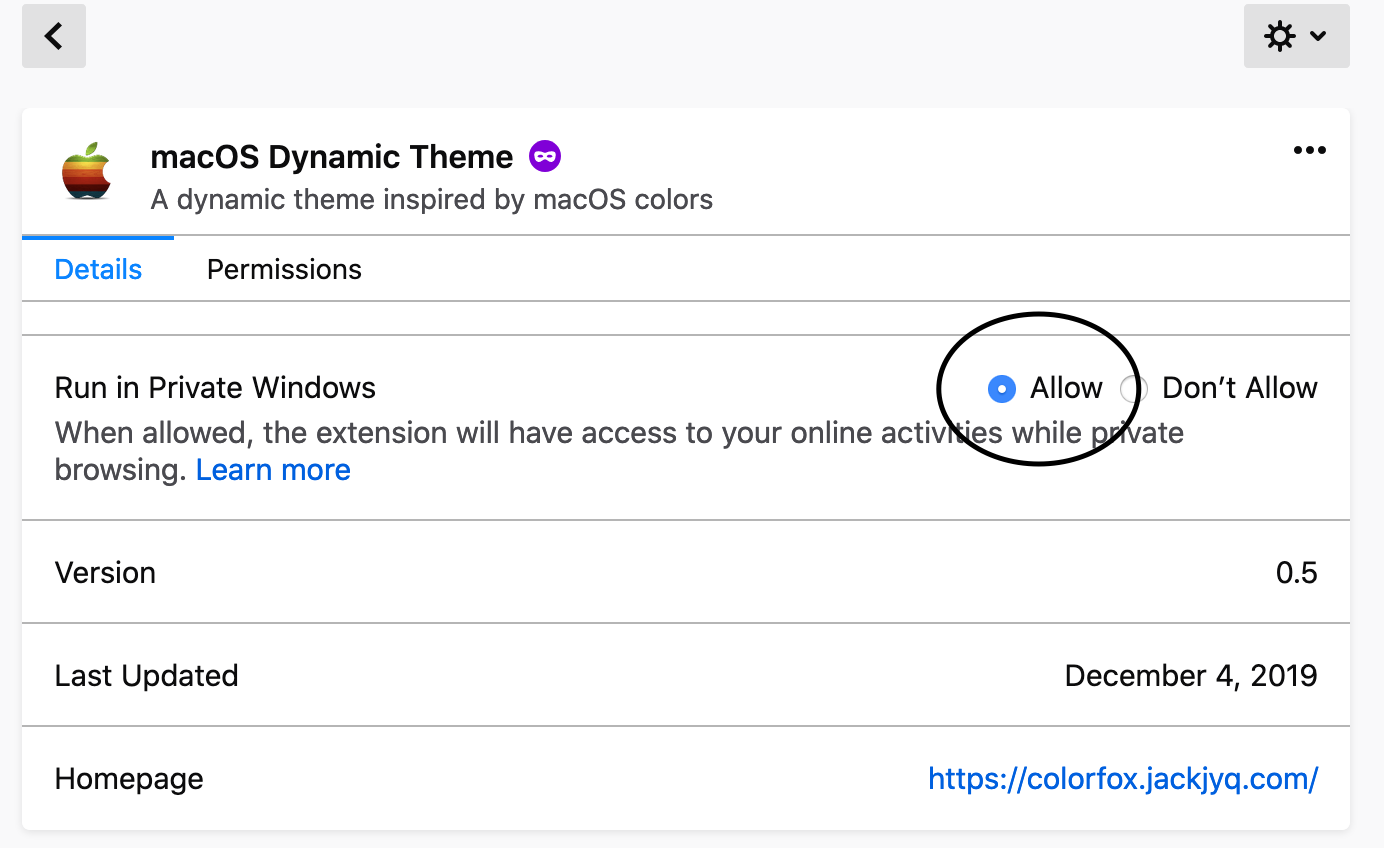 macOS Dynamic Theme
A dynamic theme inspired by macOS colors
Details Permissions
Run in Private Windows Allow Don’t Allow
When allowed, the extension will have access to your online activities while private
browsing. Learn more
Version 0.5
Last Updated December 4, 2019
Homepage https://colorfox.jackjyq.com/